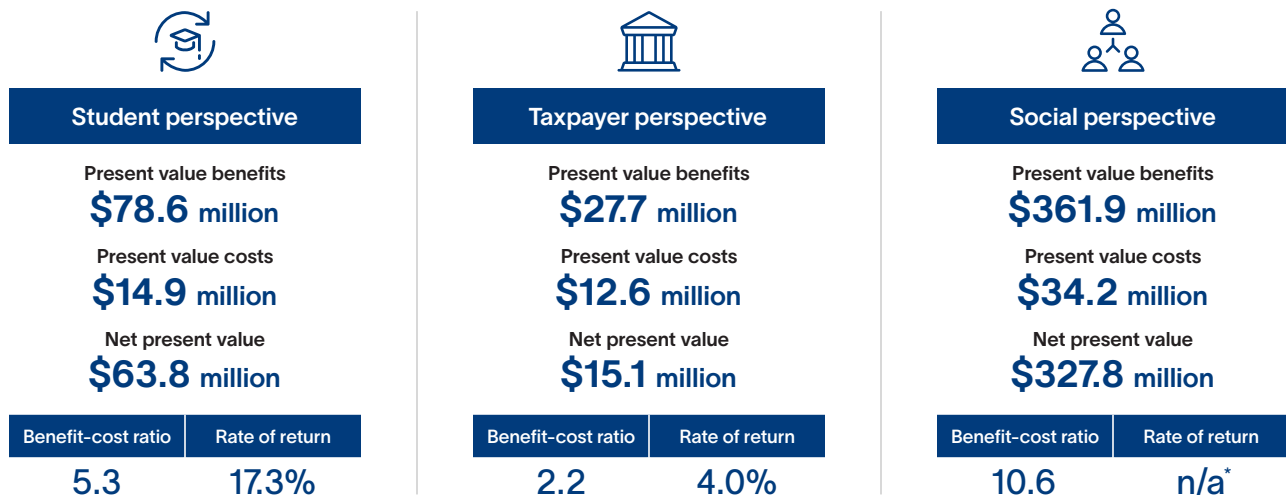 Student perspective
Present value benefits
$78.6 million
Present value costs
$14.9 million
Net present value
$63.8 million
Benefit-cost ratio
Rate of return
5.3
17.3%
Taxpayer perspective
Present value benefits
$27.7 million
Present value costs
$12.6 million
Net present value
$15.1 million
Benefit-cost ratio
Rate of return
2.2
4.0%
Social perspective
Present value benefits
$361.9 million
Present value costs
$34.2 million
Net present value
$327.8 million
Benefit-cost ratio
Rate of return
10.6
n/a*